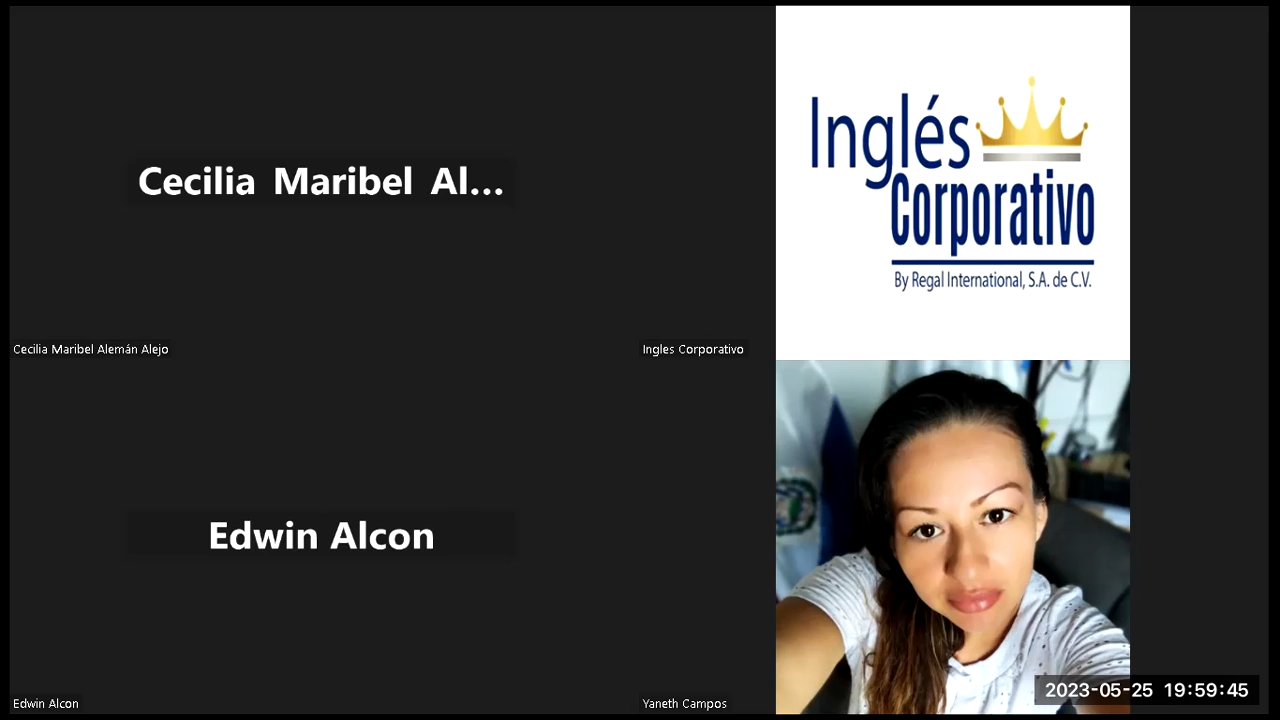 Cecilia Maribel Al...
Inglés
Corporativo
By Regal International, S.A. de C.V.
Cecilia Maribel Alemán Alejo
Ingles Corporativo
Edwin Alcon
Edwin Alcon
Yaneth Campos
2023-05-25 19:59:45